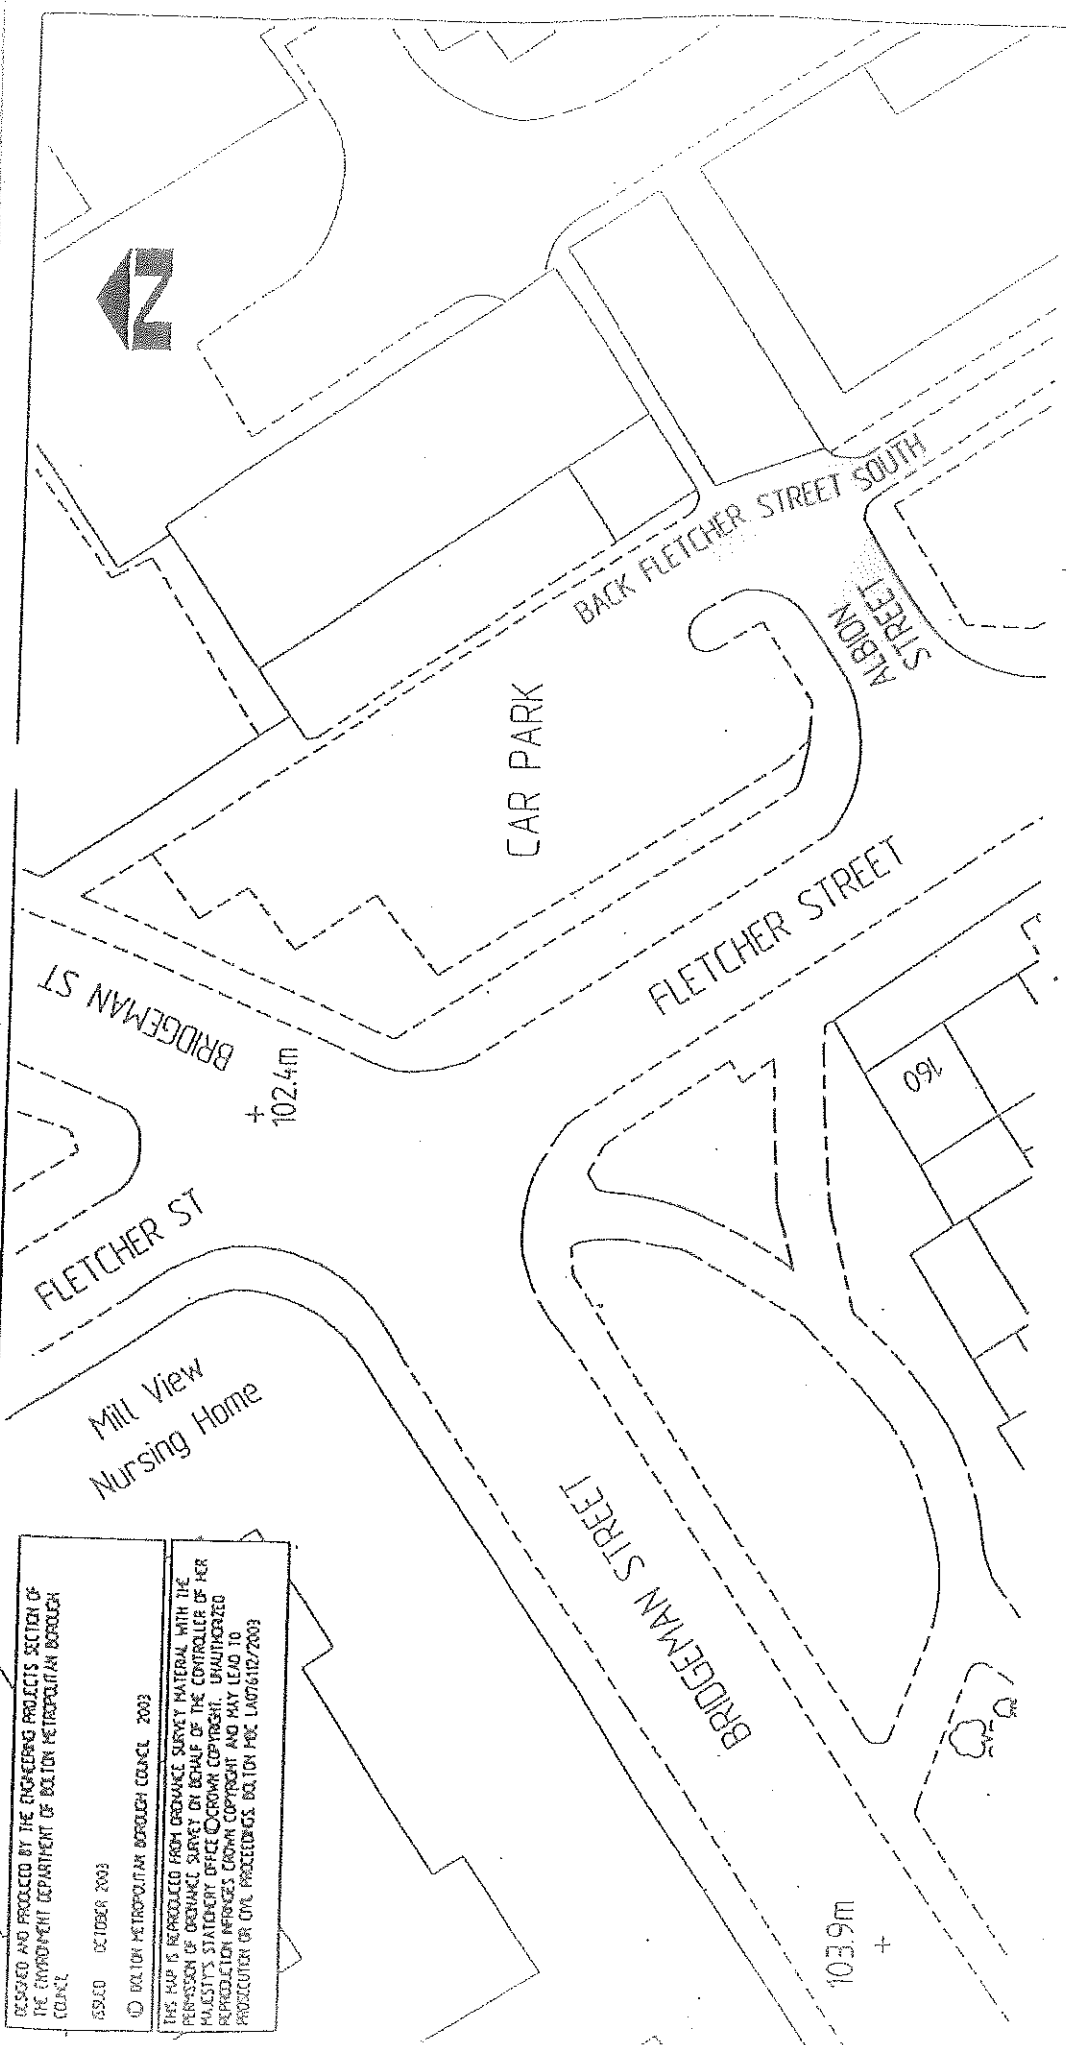 DESIGNED AND PRODUCED BY THE ENGINEERING PROJECTS SECTION OF
THE ENVIRONMENT DEPARTMENT OF BOLTON METROPOLITAN BOROUGH
COUNCIL
ISSUED OCTOBER 2003
© BOLTON METROPOLITAN BOROUGH COUNCIL 2003
THIS MAP IS REPRODUCED FROM ORDNANCE SURVEY MATERIAL WITH THE
PERMISSION OF ORDNANCE SURVEY ON BEHALF OF THE CONTROLLER OF HER
MAJESTY'S STATIONERY OFFICE © CROWN COPYRIGHT. UNAUTHORIZED
REPRODUCTION INFRINGES CROWN COPYRIGHT AND MAY LEAD TO
PROSECUTION OR CIVIL PROCEEDINGS. BOLTON MBC LA076112/2003
Mill View
Nursing Home
FLETCHER ST
BRIDGEMAN ST
102.4m
N
CAR PARK
BACK FLETCHER STREET SOUTH
ALBION
STREET
FLETCHER STREET
160
BRIDGEMAN STREET
103.9m